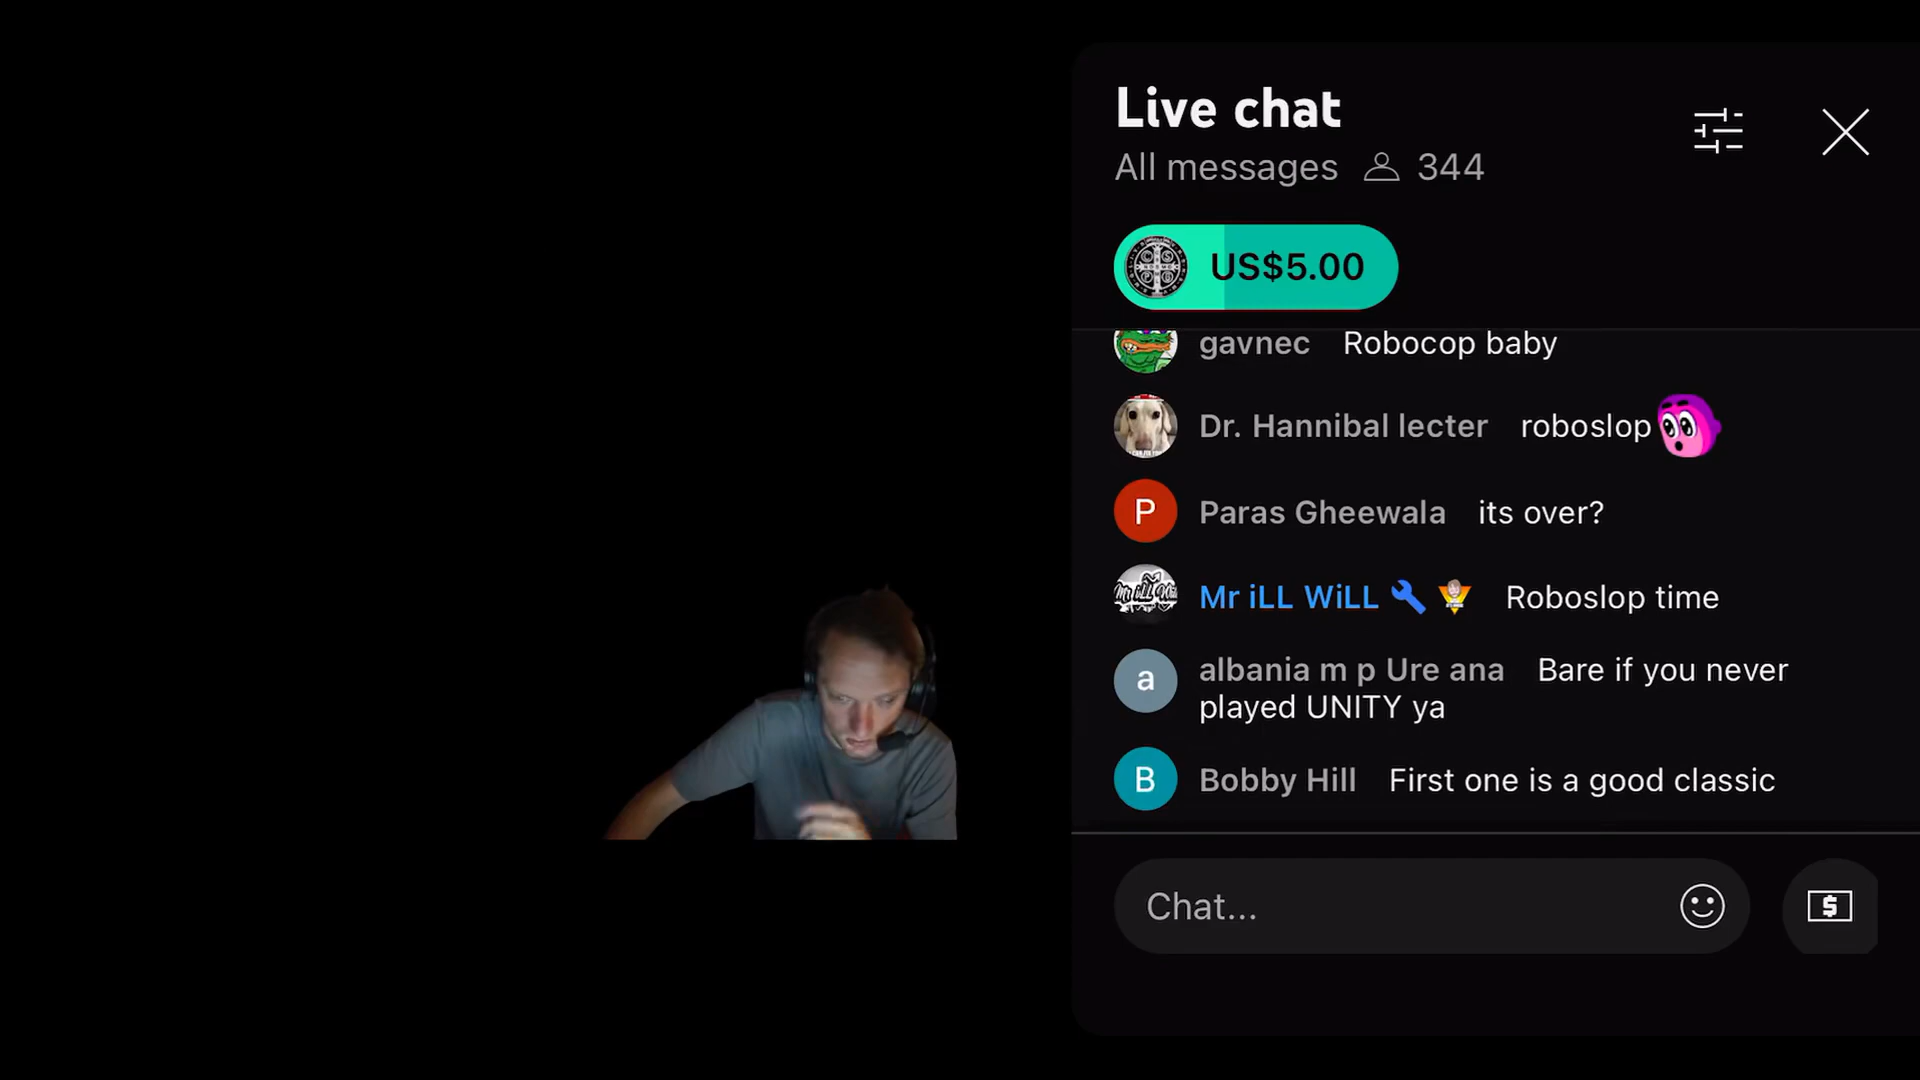 Live chat
All messages 344
US$5.00
gavnec Robocop baby
Dr. Hannibal lecter roboslop
P Paras Gheewala its over?
Mr iLL WiLL Roboslop time
a albania m p Ure ana Bare if you never
played UNITY ya
B Bobby Hill First one is a good classic
Chat...
$